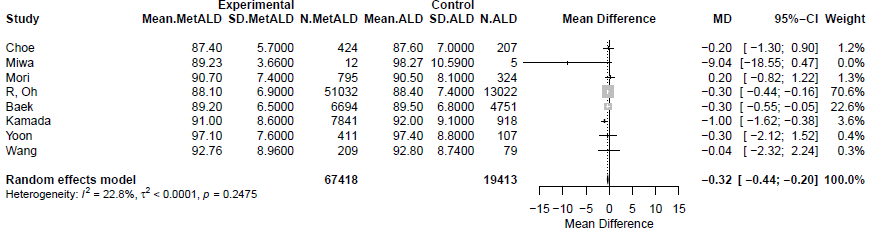 Experimental Control
Study Mean.MetALD SD.MetALD N.MetALD Mean.ALD SD.ALD N.ALD Mean Difference MD 95%−CI Weight
Choe 87.40 5.7000 424 87.60 7.0000 207 −0.20 [ −1.30; 0.90] 1.2%
Miwa 89.23 3.6600 12 98.27 10.5900 5 −9.04 [−18.55; 0.47] 0.0%
Mori 90.70 7.4000 795 90.50 8.1000 324 0.20 [ −0.82; 1.22] 1.3%
R, Oh 88.10 6.9000 51032 88.40 7.4000 13022 −0.30 [ −0.44; −0.16] 70.6%
Baek 89.20 6.5000 6694 89.50 6.8000 4751 −0.30 [ −0.55; −0.05] 22.6%
Kamada 91.00 8.6000 7841 92.00 9.1000 918 −1.00 [ −1.62; −0.38] 3.6%
Yoon 97.10 7.6000 411 97.40 8.8000 107 −0.30 [ −2.12; 1.52] 0.4%
Wang 92.76 8.9600 209 92.80 8.7400 79 −0.04 [ −2.32; 2.24] 0.3%
Random effects model 67418 19413 −0.32 [ −0.44; −0.20] 100.0%
Heterogeneity: I² = 22.8%, τ² < 0.0001, p = 0.2475
−15 −10 −5 0 5 10 15
Mean Difference